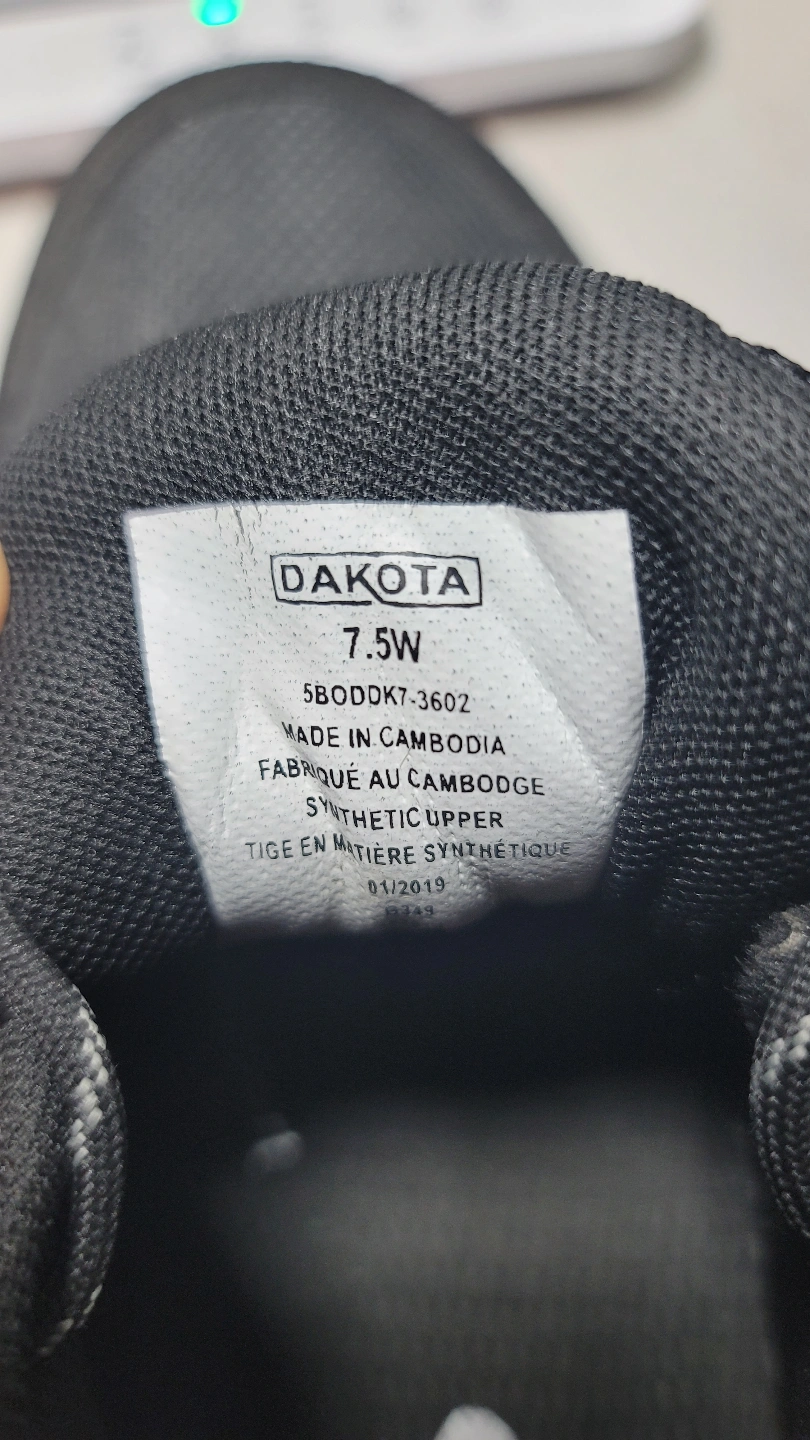 DAKOTA
7.5W
5BODDK7-3602
MADE IN CAMBODIA
FABRIQUÉ AU CAMBODGE
SYNTHETIC UPPER
TIGE EN MATIÈRE SYNTHÉTIQUE
01/2019